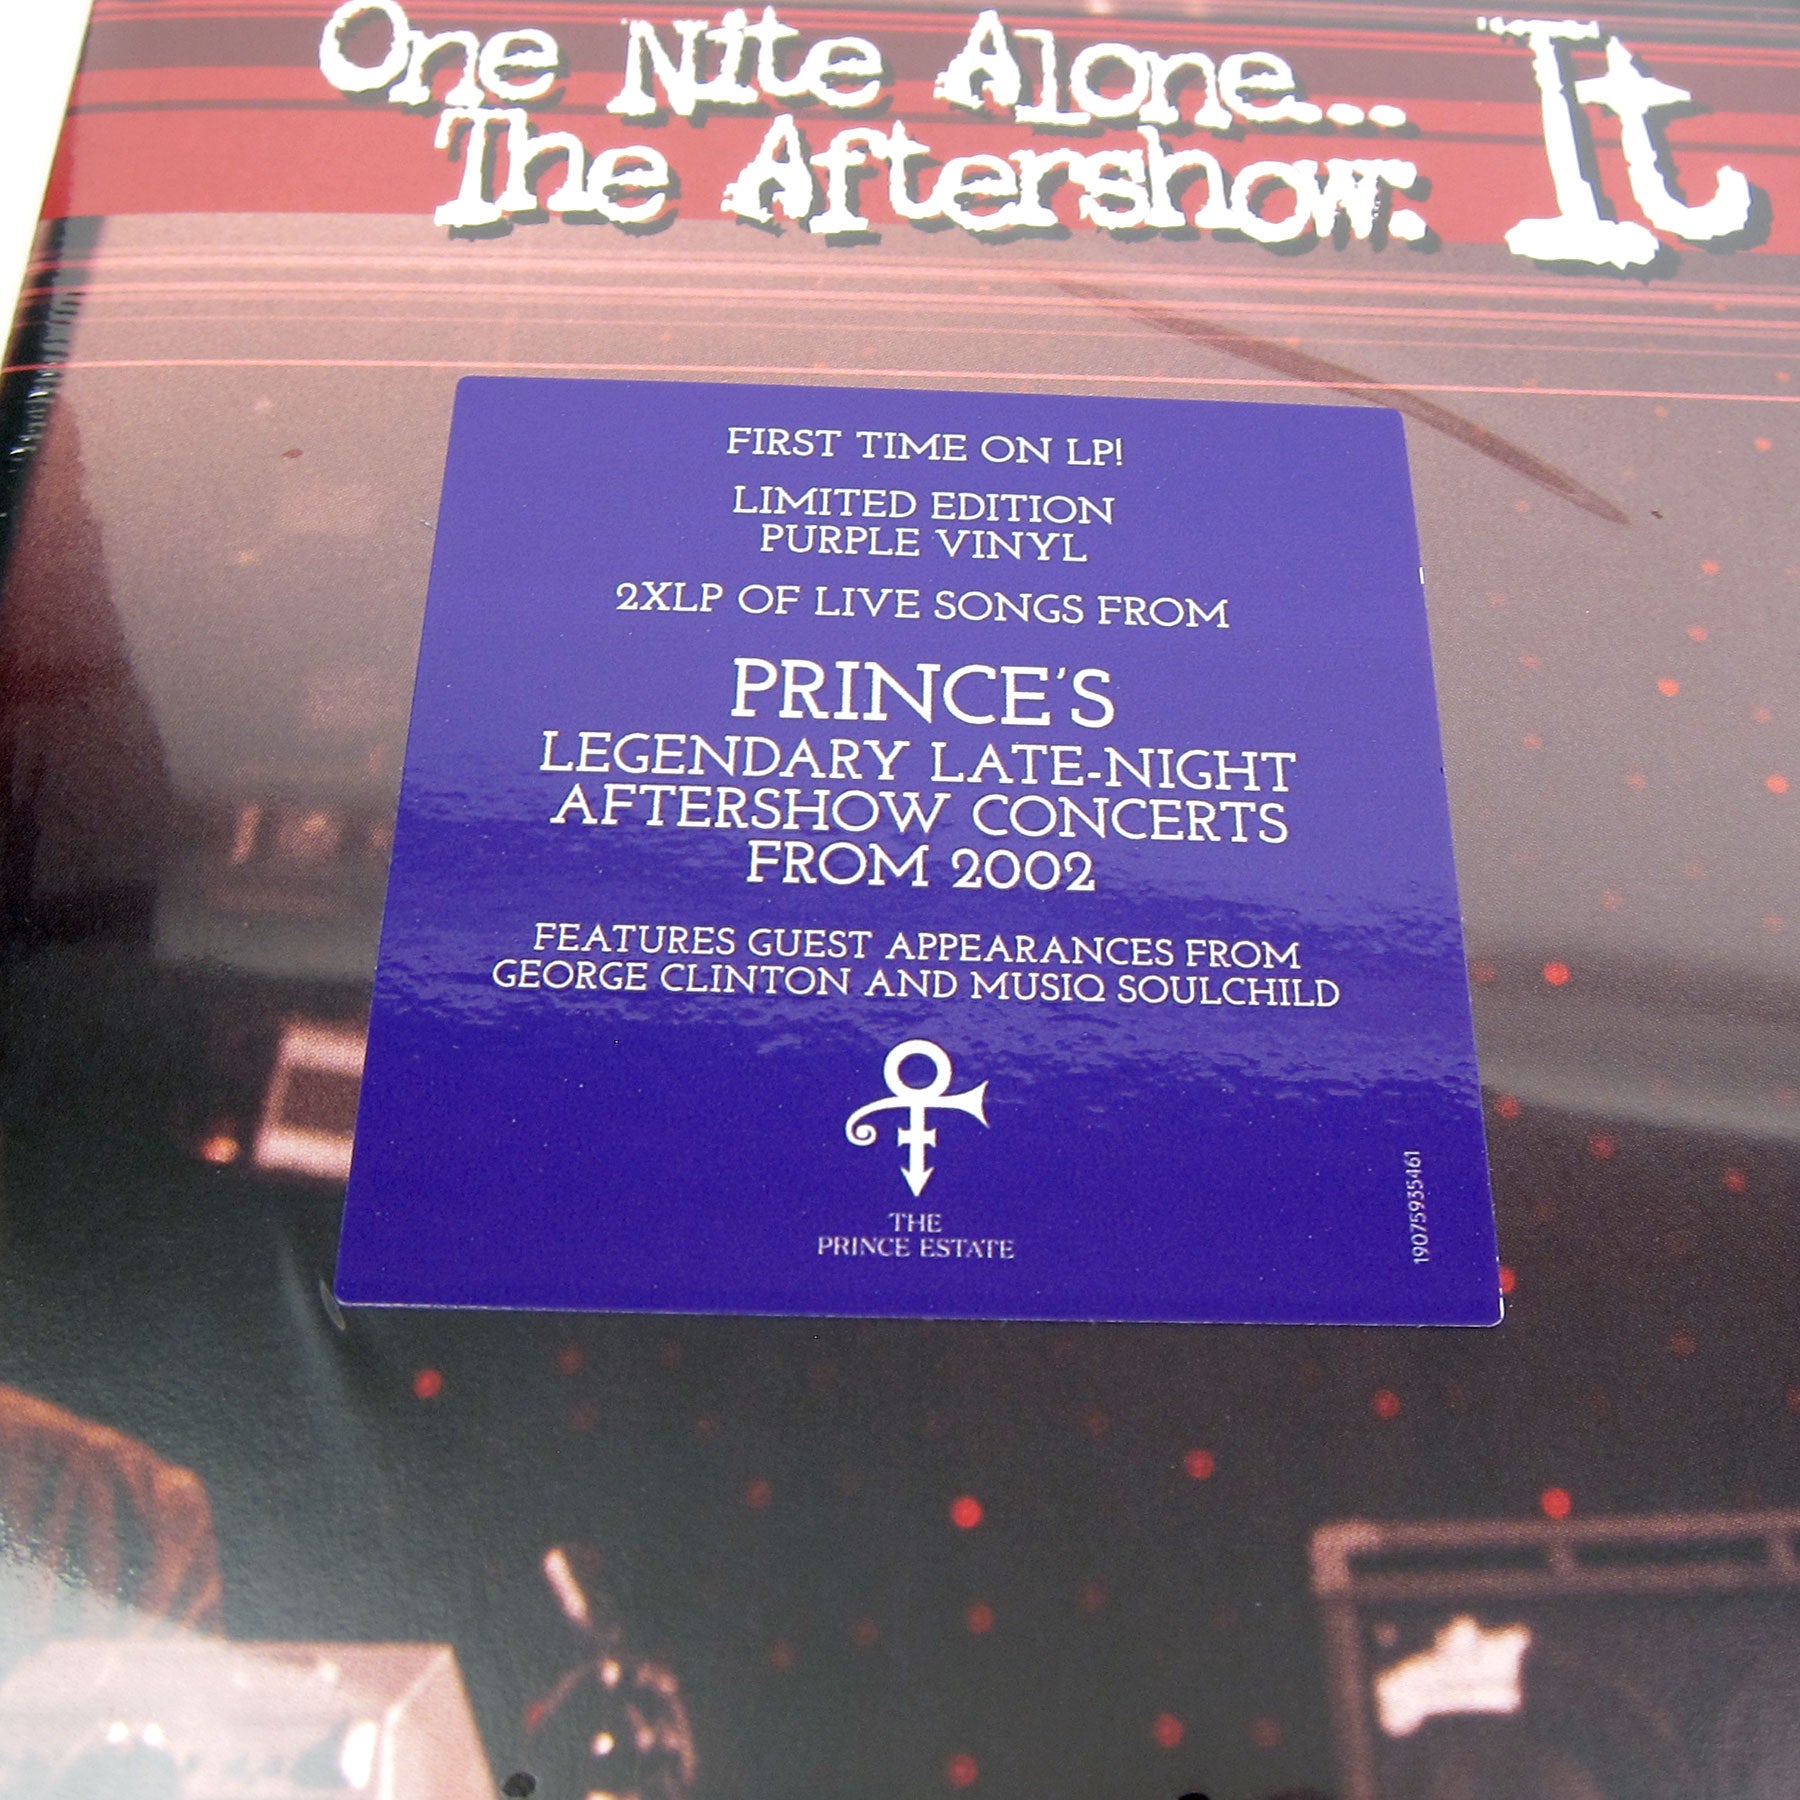 One Nite Alone... It
The Aftershow:
FIRST TIME ON LP!
LIMITED EDITION
PURPLE VINYL
2XLP OF LIVE SONGS FROM
PRINCE'S
LEGENDARY LATE-NIGHT
AFTERSHOW CONCERTS
FROM 2002
FEATURES GUEST APPEARANCES FROM
GEORGE CLINTON AND MUSIQ SOULCHILD
THE
PRINCE ESTATE
19075935461